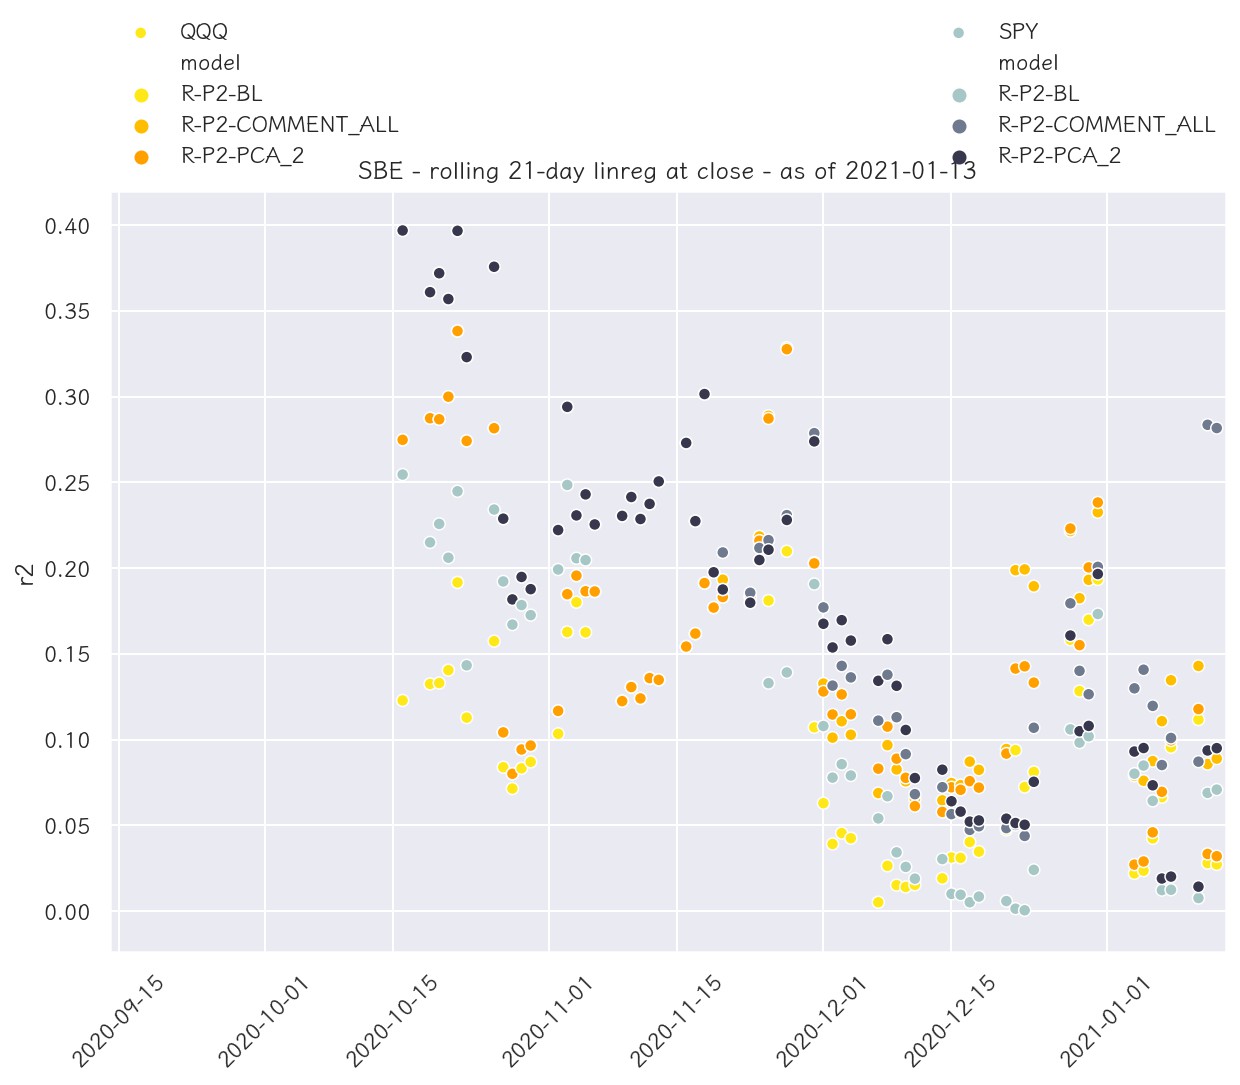 QQQ
model
R-P2-BL
R-P2-COMMENT_ALL
R-P2-PCA_2
SPY
model
R-P2-BL
R-P2-COMMENT_ALL
R-P2-PCA_2
SBE - rolling 21-day linreg at close - as of 2021-01-13
0.40
0.35
0.30
0.25
0.20
0.15
0.10
0.05
0.00
r2
2020-09-15
2020-10-01
2020-10-15
2020-11-01
2020-11-15
2020-12-01
2020-12-15
2021-01-01